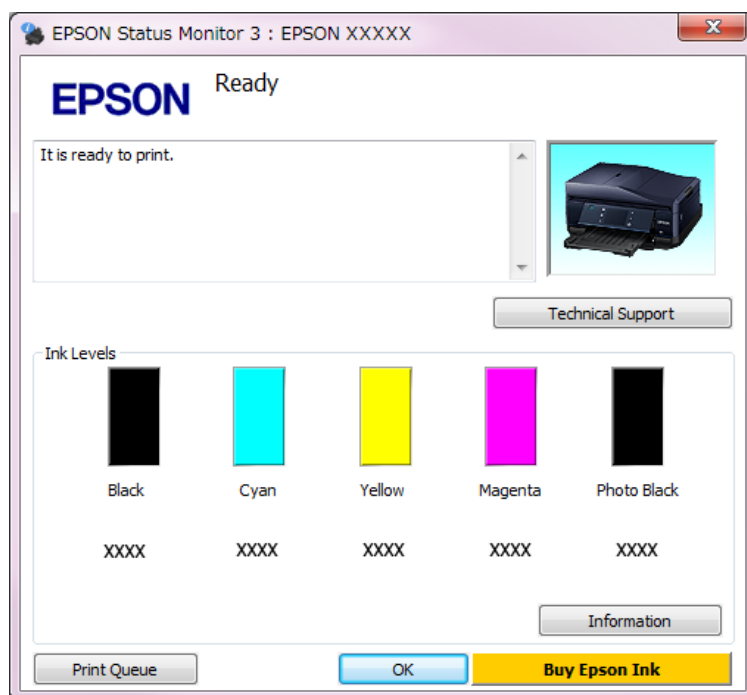 EPSON Status Monitor 3 : EPSON XXXXX
EPSON
Ready
It is ready to print.
Technical Support
Ink Levels
Black Cyan Yellow Magenta Photo Black
XXXX XXXX XXXX XXXX XXXX
Information
Print Queue OK Buy Epson Ink